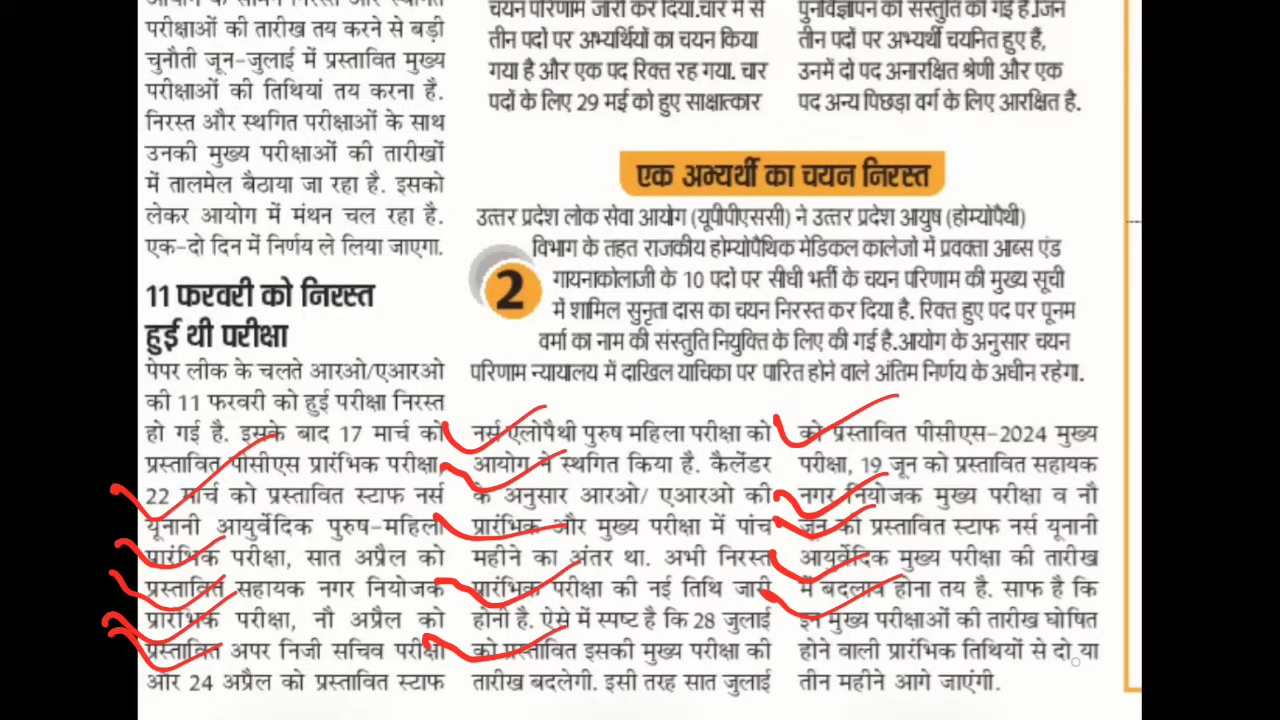 परीक्षाओं की तारीख तय करने से बड़ी
चुनौती जून-जुलाई में प्रस्तावित मुख्य
परीक्षाओं की तिथियां तय करना है.
निरस्त और स्थगित परीक्षाओं के साथ
उनकी मुख्य परीक्षाओं की तारीखों
में तालमेल बैठाया जा रहा है. इसको
लेकर आयोग में मंथन चल रहा है.
एक-दो दिन में निर्णय ले लिया जाएगा.
11 फरवरी को निरस्त
हुई थी परीक्षा
पेपर लीक के चलते आरओ/एआरओ
की 11 फरवरी को हुई परीक्षा निरस्त
हो गई है. इसके बाद 17 मार्च को
प्रस्तावित पीसीएस प्रारंभिक परीक्षा,
22 मार्च को प्रस्तावित स्टाफ नर्स
यूनानी आयुर्वेदिक पुरुष-महिला
प्रारंभिक परीक्षा, सात अप्रैल को
प्रस्तावित सहायक नगर नियोजक
प्रारंभिक परीक्षा, नौ अप्रैल को
प्रस्तावित अपर निजी सचिव परीक्षा
और 24 अप्रैल को प्रस्तावित स्टाफ
चयन परिणाम जारी कर दिया.चार में से
तीन पदों पर अभ्यर्थियों का चयन किया
गया है और एक पद रिक्त रह गया. चार
पदों के लिए 29 मई को हुए साक्षात्कार
पुनर्विज्ञापन की संस्तुति की गई है.जिन
तीन पदों पर अभ्यर्थी चयनित हुए है,
उनमें दो पद अनारक्षित श्रेणी और एक
पद अन्य पिछड़ा वर्ग के लिए आरक्षित है.
एक अभ्यर्थी का चयन निरस्त
2
उत्तर प्रदेश लोक सेवा आयोग (यूपीपीएससी) ने उत्तर प्रदेश आयुष (होम्योपैथी)
विभाग के तहत राजकीय होम्योपैथिक मेडिकल कालेजो में प्रवक्ता आब्स एंड
गायनाकोलाजी के 10 पदों पर सीधी भर्ती के चयन परिणाम की मुख्य सूची
में शामिल सुनृता दास का चयन निरस्त कर दिया है. रिक्त हुए पद पर पूनम
वर्मा का नाम की संस्तुति नियुक्ति के लिए की गई है.आयोग के अनुसार चयन
परिणाम न्यायालय में दाखिल याचिका पर पारित होने वाले अंतिम निर्णय के अधीन रहेगा.
नर्स एलोपैथी पुरुष महिला परीक्षा को
आयोग ने स्थगित किया है. कैलेंडर
के अनुसार आरओ/ एआरओ की
प्रारंभिक और मुख्य परीक्षा में पांच
महीने का अंतर था. अभी निरस्त
प्रारंभिक परीक्षा की नई तिथि जारी
होनी है. ऐसे में स्पष्ट है कि 28 जुलाई
को प्रस्तावित इसकी मुख्य परीक्षा की
तारीख बदलेगी. इसी तरह सात जुलाई
को प्रस्तावित पीसीएस-2024 मुख्य
परीक्षा, 19 जून को प्रस्तावित सहायक
नगर नियोजक मुख्य परीक्षा व नौ
जून को प्रस्तावित स्टाफ नर्स यूनानी
आयुर्वेदिक मुख्य परीक्षा की तारीख
में बदलाव होना तय है. साफ है कि
इन मुख्य परीक्षाओं की तारीख घोषित
होने वाली प्रारंभिक तिथियों से दो या
तीन महीने आगे जाएंगी.